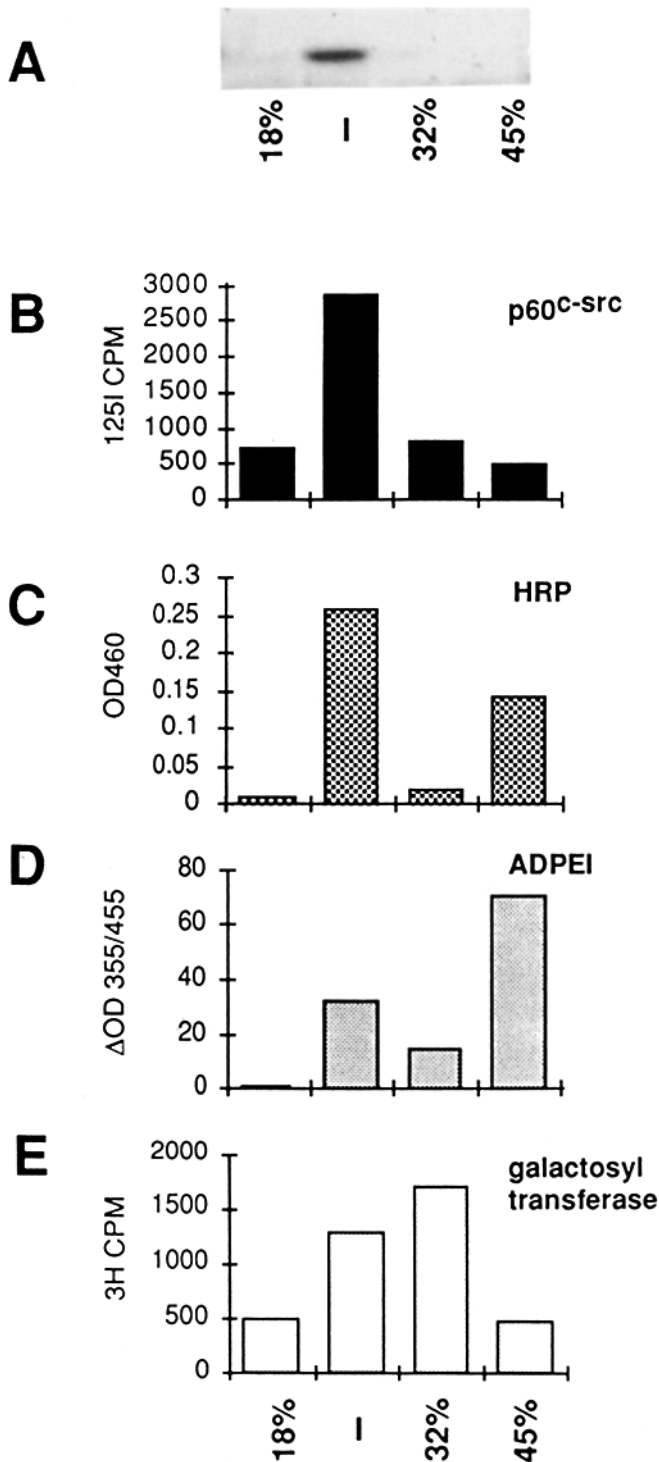 A
18% I 32% 45%
B
125I CPM
3000
2500
2000
1500
1000
500
0
p60c-src
C
OD460
0.3
0.25
0.2
0.15
0.1
0.05
0
HRP
D
ΔOD 355/455
80
60
40
20
0
ADPEI
E
3H CPM
2000
1500
1000
500
0
galactosyl
transferase
18% I 32% 45%